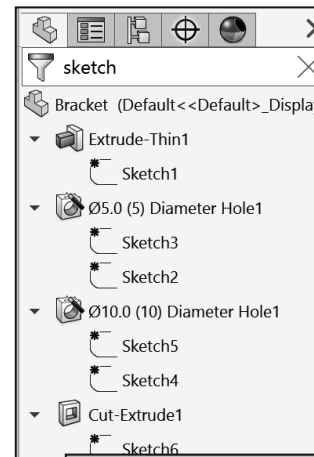 sketch
Bracket (Default<<Default>_Display
Extrude-Thin1
Sketch1
Ø5.0 (5) Diameter Hole1
Sketch3
Sketch2
Ø10.0 (10) Diameter Hole1
Sketch5
Sketch4
Cut-Extrude1
Sketch6